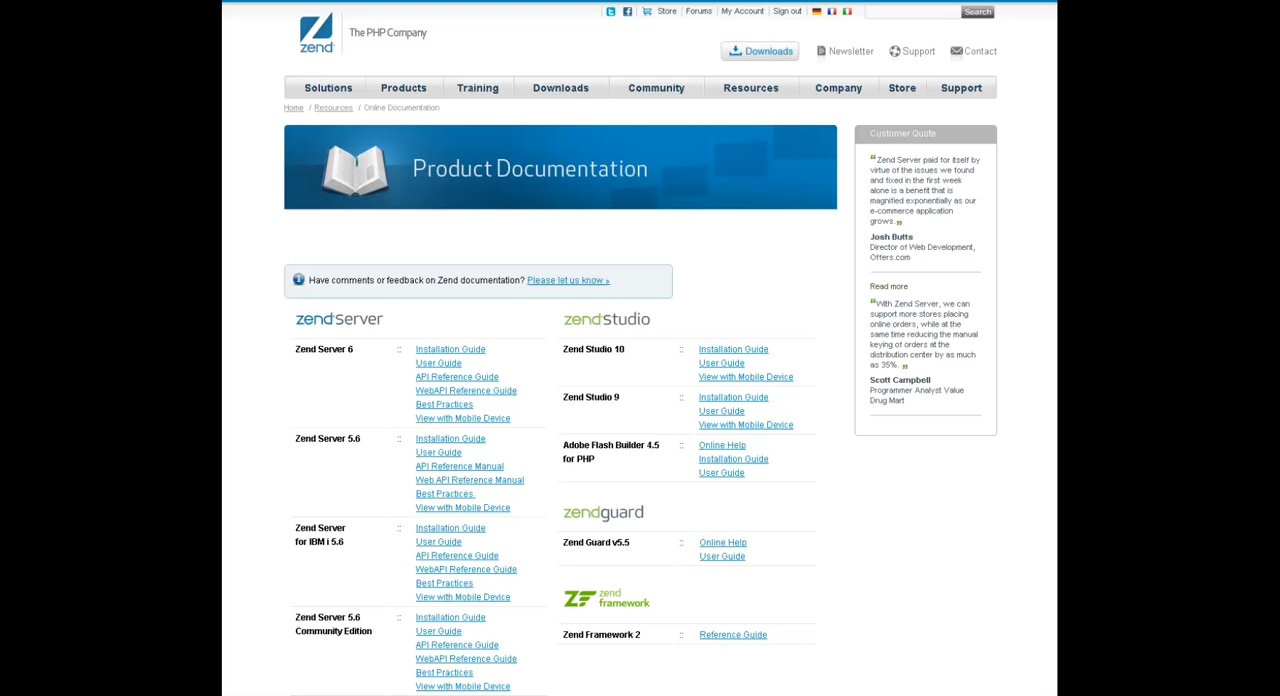 Store Forums My Account Sign out Search
zend The PHP Company
Downloads Newsletter Support Contact
Solutions Products Training Downloads Community Resources Company Store Support
Home / Resources / Online Documentation
Product Documentation
Have comments or feedback on Zend documentation? Please let us know »
zend Server
Zend Server 6 :: Installation Guide
User Guide
API Reference Guide
WebAPI Reference Guide
Best Practices
View with Mobile Device
Zend Server 5.6 :: Installation Guide
User Guide
API Reference Manual
Web API Reference Manual
Best Practices
View with Mobile Device
Zend Server :: Installation Guide
for IBM i 5.6 User Guide
API Reference Guide
WebAPI Reference Guide
Best Practices
View with Mobile Device
Zend Server 5.6 :: Installation Guide
Community Edition User Guide
API Reference Guide
WebAPI Reference Guide
Best Practices
View with Mobile Device
zend studio
Zend Studio 10 :: Installation Guide
User Guide
View with Mobile Device
Zend Studio 9 :: Installation Guide
User Guide
View with Mobile Device
Adobe Flash Builder 4.5 :: Online Help
for PHP Installation Guide
User Guide
zendguard
Zend Guard v5.5 :: Online Help
User Guide
ZF zend
framework
Zend Framework 2 :: Reference Guide
Customer Quote
"Zend Server paid for itself by
virtue of the issues we found
and fixed in the first week
alone is a benefit that is
magnified exponentially as our
e-commerce application
grows."
Josh Butts
Director of Web Development,
Offers.com
Read more
"With Zend Server, we can
support more stores placing
online orders, while at the
same time reducing the manual
keying of orders at the
distribution center by as much
as 35%. "
Scott Campbell
Programmer Analyst Value
Drug Mart